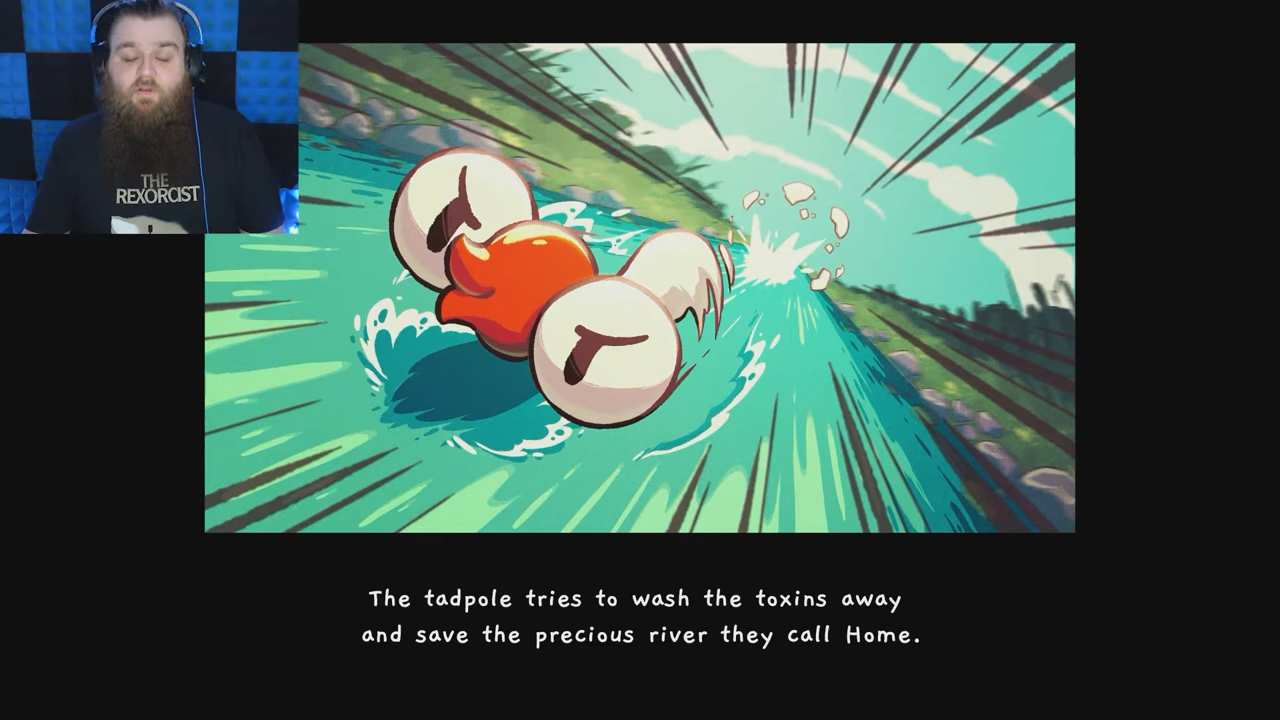 THE
REXORCIST
The tadpole tries to wash the toxins away
and save the precious river they call Home.